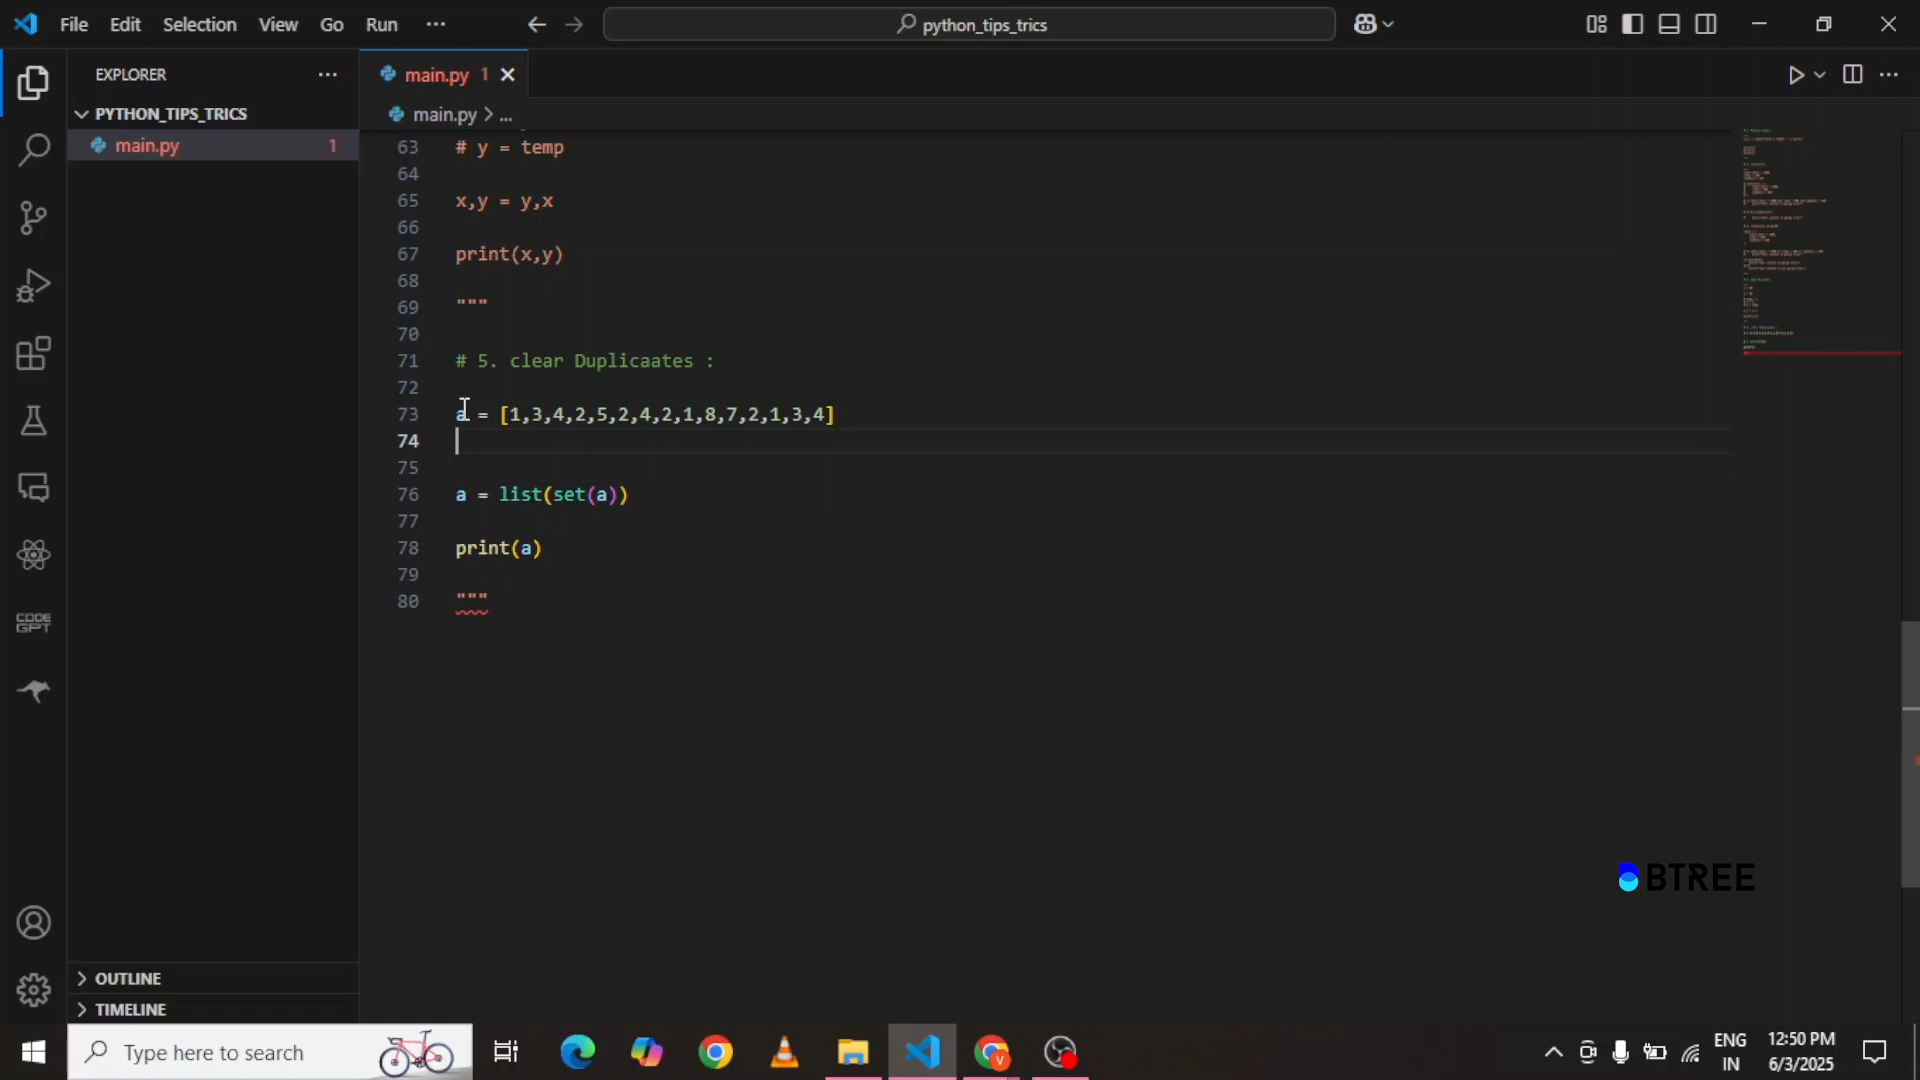 File Edit Selection View Go Run ··· python_tips_trics
EXPLORER ···
PYTHON_TIPS_TRICS
main.py 1
main.py 1
main.py > ...
63 # y = temp
64
65 x,y = y,x
66
67 print(x,y)
68
69 """
70
71 # 5. clear Duplicaates :
72
73 a = [1,3,4,2,5,2,4,2,1,8,7,2,1,3,4]
74
75
76 a = list(set(a))
77
78 print(a)
79
80 """
CODE
GPT
BTREE
OUTLINE
TIMELINE
Type here to search
V
ENG
IN
12:50 PM
6/3/2025